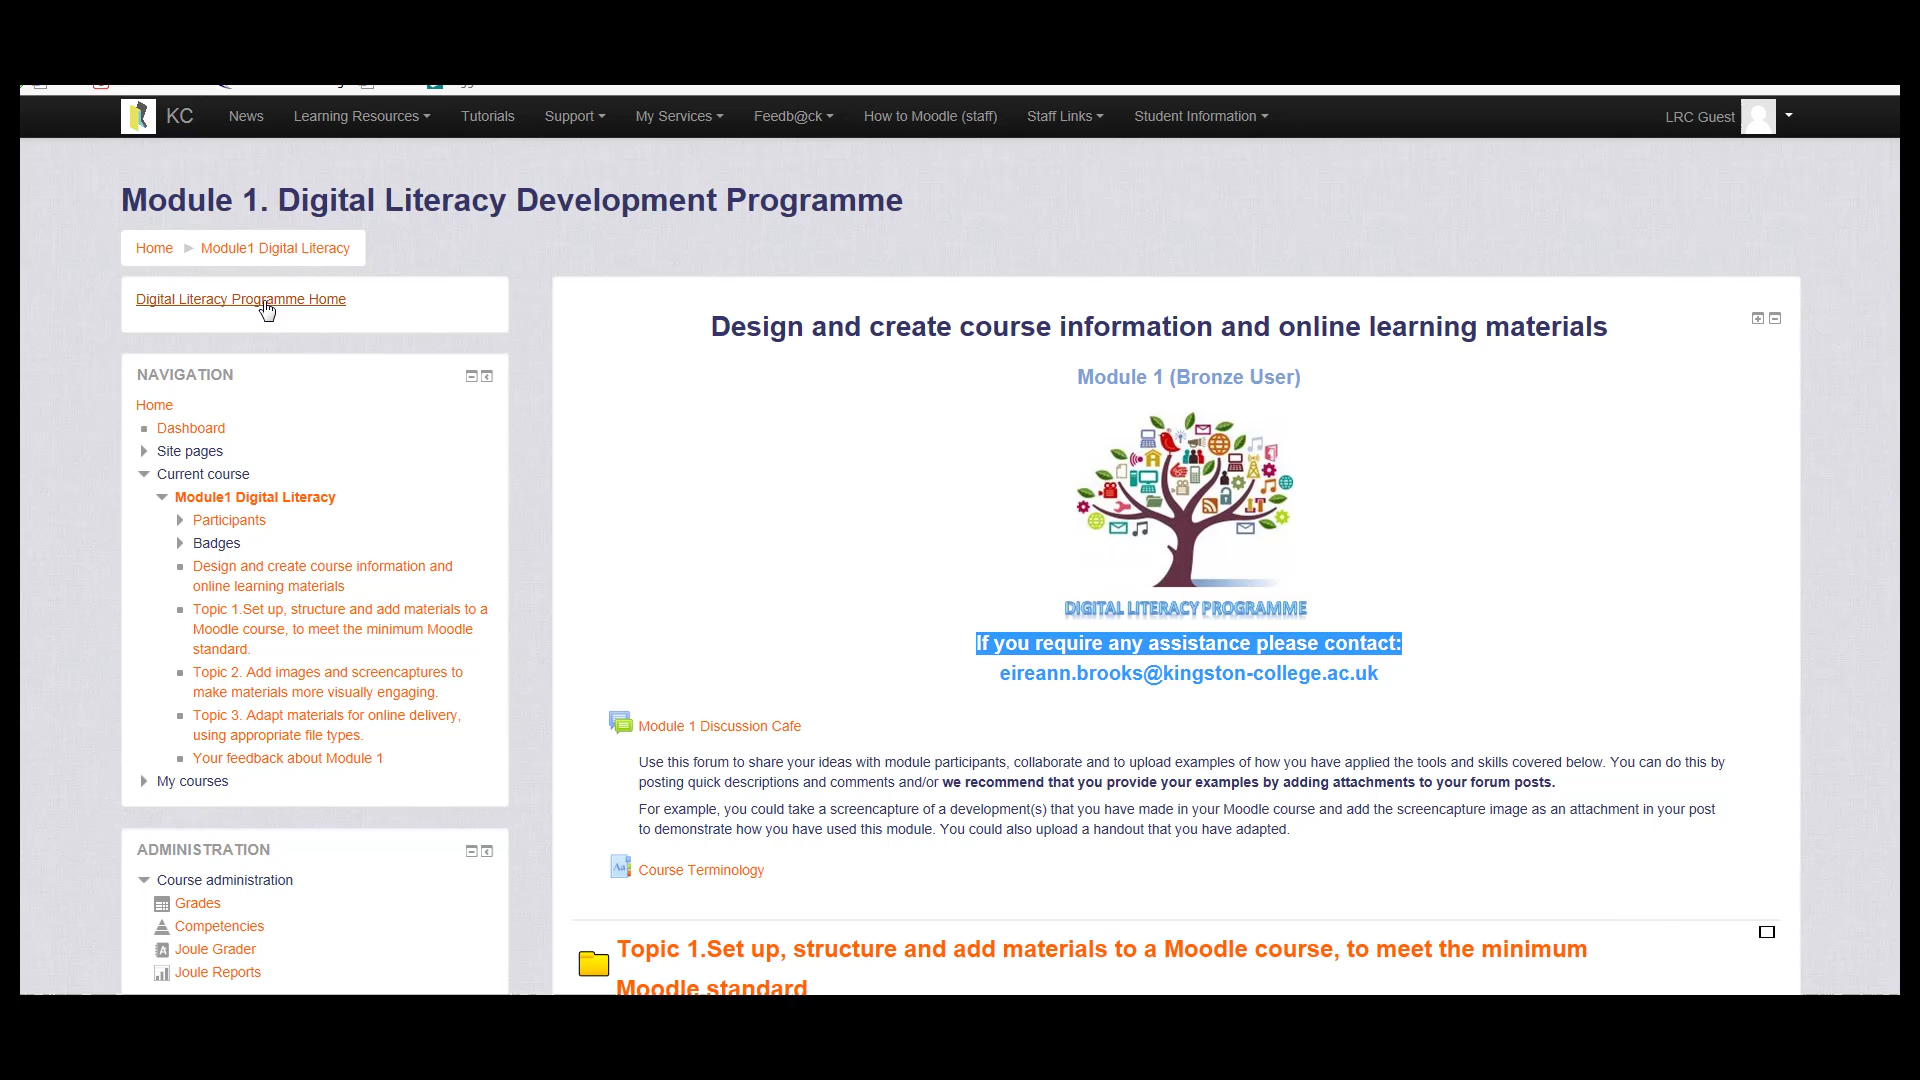 KC
News
Learning Resources
Tutorials
Support
My Services
Feedb@ck
How to Moodle (staff)
Staff Links
Student Information
LRC Guest
Module 1. Digital Literacy Development Programme
Home
Module1 Digital Literacy
Digital Literacy Programme Home
NAVIGATION
Home
Dashboard
Site pages
Current course
Module1 Digital Literacy
Participants
Badges
Design and create course information and
online learning materials
Topic 1.Set up, structure and add materials to a
Moodle course, to meet the minimum Moodle
standard.
Topic 2. Add images and screencaptures to
make materials more visually engaging.
Topic 3. Adapt materials for online delivery,
using appropriate file types.
Your feedback about Module 1
My courses
ADMINISTRATION
Course administration
Grades
Competencies
Joule Grader
Joule Reports
Design and create course information and online learning materials
Module 1 (Bronze User)
DIGITAL LITERACY PROGRAMME
If you require any assistance please contact:
eireann.brooks@kingston-college.ac.uk
Module 1 Discussion Cafe
Use this forum to share your ideas with module participants, collaborate and to upload examples of how you have applied the tools and skills covered below. You can do this by
posting quick descriptions and comments and/or we recommend that you provide your examples by adding attachments to your forum posts.
For example, you could take a screencapture of a development(s) that you have made in your Moodle course and add the screencapture image as an attachment in your post
to demonstrate how you have used this module. You could also upload a handout that you have adapted.
Course Terminology
Topic 1.Set up, structure and add materials to a Moodle course, to meet the minimum
Moodle standard